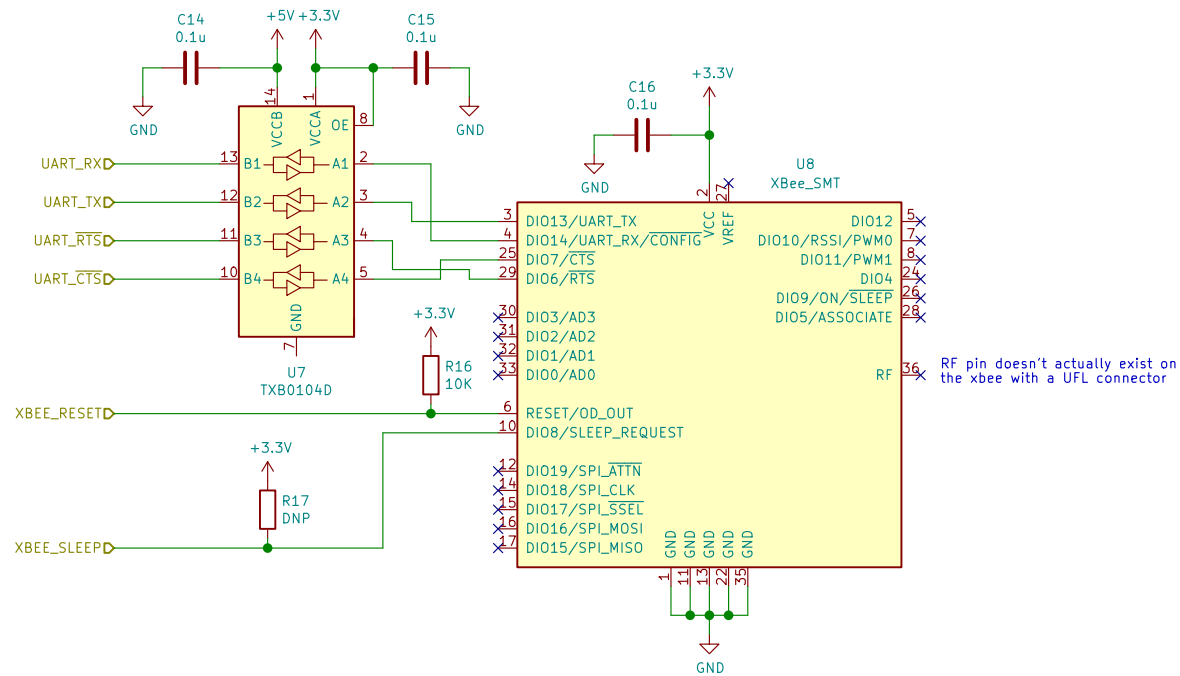 C14
0.1u
+5V
+3.3V
C15
0.1u
GND
GND
14
VCCB
1
VCCA
OE
8
UART_RX
13
B1
A1
2
UART_TX
12
B2
A2
3
UART_RTS
11
B3
A3
4
UART_CTS
10
B4
A4
5
GND
7
U7
TXB0104D
C16
0.1u
+3.3V
GND
U8
XBee_SMT
2
VCC
27
VREF
3
DIO13/UART_TX
4
DIO14/UART_RX/CONFIG
25
DIO7/CTS
29
DIO6/RTS
30
DIO3/AD3
31
DIO2/AD2
32
DIO1/AD1
33
DIO0/AD0
6
RESET/OD_OUT
10
DIO8/SLEEP_REQUEST
12
DIO19/SPI_ATTN
14
DIO18/SPI_CLK
15
DIO17/SPI_SSEL
16
DIO16/SPI_MOSI
17
DIO15/SPI_MISO
DIO12
5
DIO10/RSSI/PWM0
7
DIO11/PWM1
8
DIO4
24
DIO9/ON/SLEEP
26
DIO5/ASSOCIATE
28
RF
36
RF pin doesn't actually exist on
the xbee with a UFL connector
+3.3V
R16
10K
XBEE_RESET
+3.3V
R17
DNP
XBEE_SLEEP
GND
GND
GND
GND
GND
1
11
13
22
35
GND